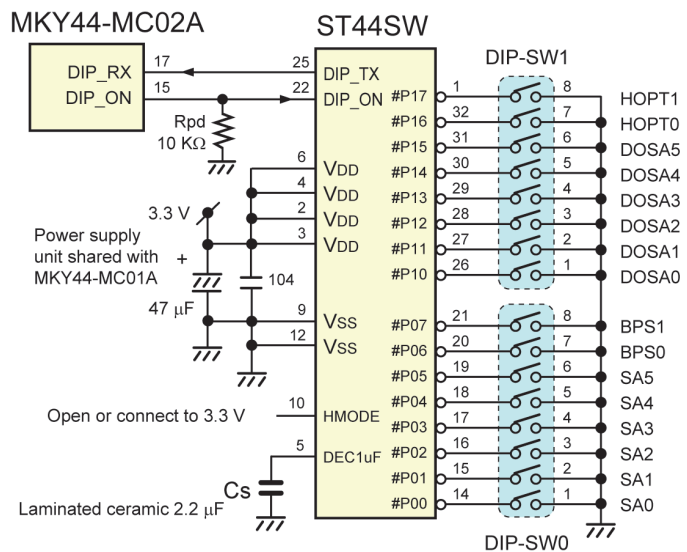 MKY44-MC02A
ST44SW
DIP-SW1
DIP_RX 17 25 DIP_TX
DIP_ON 15 22 DIP_ON
Rpd
10 KΩ
#P17 1 8 HOPT1
#P16 32 7 HOPT0
#P15 31 6 DOSA5
#P14 30 5 DOSA4
#P13 29 4 DOSA3
#P12 28 3 DOSA2
#P11 27 2 DOSA1
#P10 26 1 DOSA0
6 VDD
4 VDD
2 VDD
3 VDD
3.3 V
Power supply
unit shared with
MKY44-MC01A
+
104
47 μF
9 VSS
12 VSS
#P07 21 8 BPS1
#P06 20 7 BPS0
#P05 19 6 SA5
#P04 18 5 SA4
#P03 17 4 SA3
#P02 16 3 SA2
#P01 15 2 SA1
#P00 14 1 SA0
Open or connect to 3.3 V
10 HMODE
5 DEC1uF
Cs
Laminated ceramic 2.2 μF
DIP-SW0